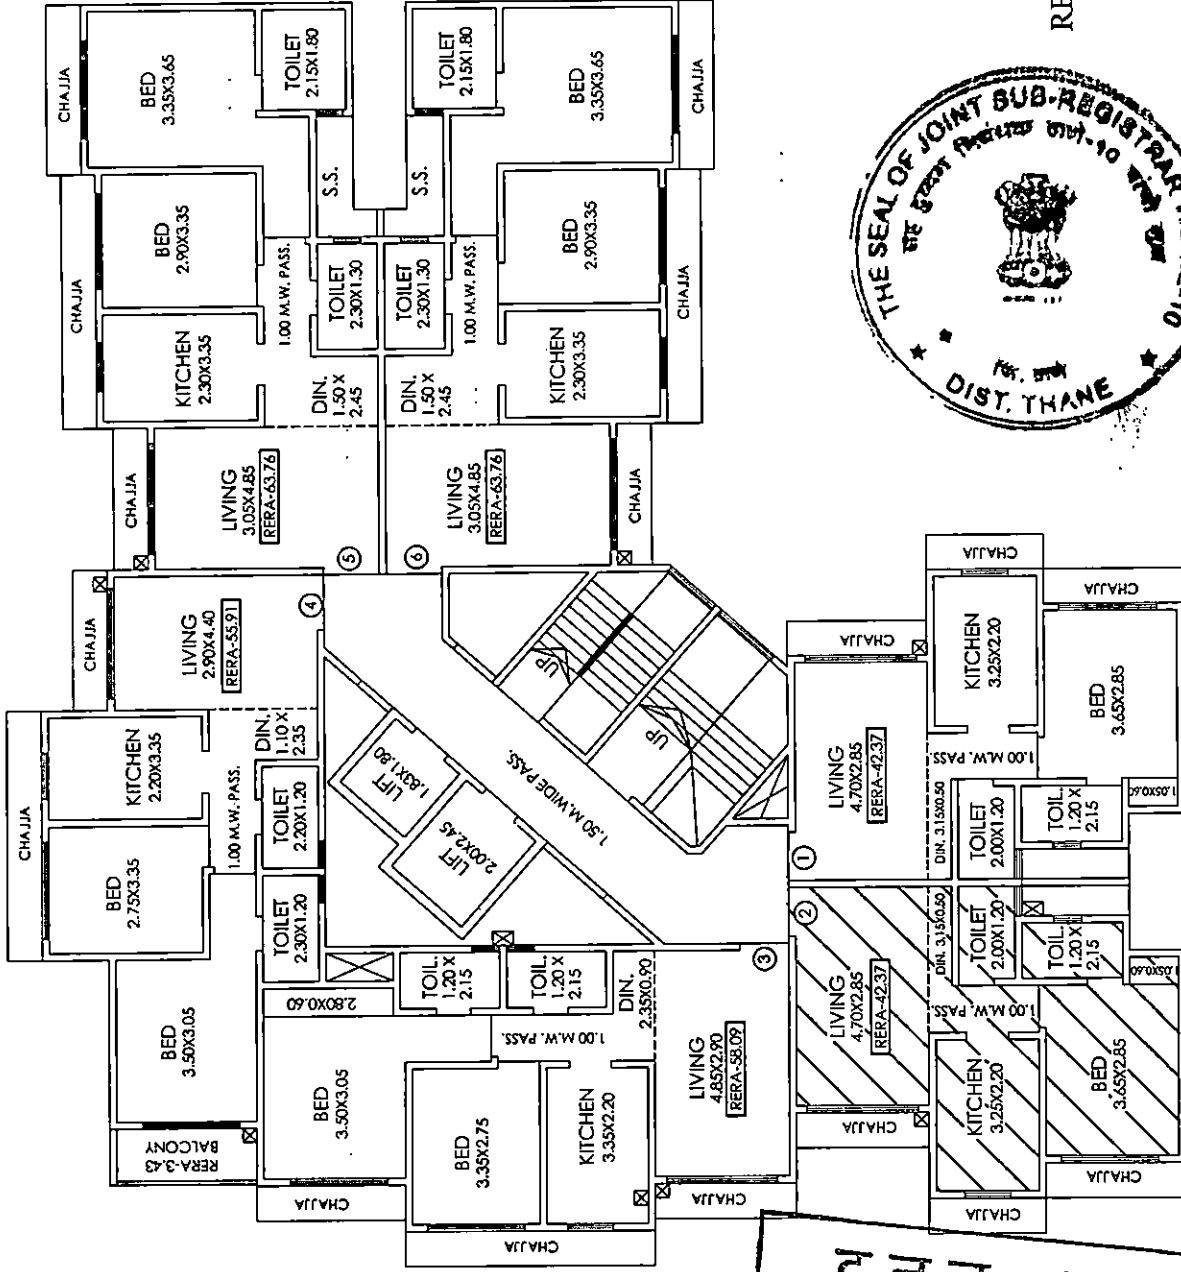 CHAJJA
CHAJJA
BED
3.35X3.65
TOILET
2.15X1.80
TOILET
2.15X1.80
BED
3.35X3.65
CHAJJA
CHAJJA
BED
2.90X3.35
S.S.
S.S.
BED
2.90X3.35
CHAJJA
KITCHEN
2.30X3.35
1.00 M.W. PASS.
TOILET
2.30X1.30
TOILET
2.30X1.30
1.00 M.W. PASS.
KITCHEN
2.30X3.35
DIN.
1.50 X
2.45
DIN.
1.50 X
2.45
CHAJJA
LIVING
3.05X4.85
RERA-63.76
LIVING
3.05X4.85
RERA-63.76
CHAJJA
5
6
CHAJJA
LIVING
2.90X4.40
RERA-55.91
4
CHAJJA
KITCHEN
2.20X3.35
DIN.
1.10 X
2.35
BED
2.75X3.35
1.00 M.W. PASS.
TOILET
2.20X1.20
TOILET
2.30X1.20
BED
3.50X3.05
RERA-3.43
BALCONY
LIFT
1.83X1.80
LIFT
2.00X2.45
1.50 M.WIDE PASS.
UP
UP
2.80X0.60
BED
3.50X3.05
TOIL.
1.20 X
2.15
TOIL.
1.20 X
2.15
DIN.
2.35X0.90
1.00 M.W. PASS.
BED
3.35X2.75
KITCHEN
3.35X2.20
LIVING
4.85X2.90
RERA-58.09
3
CHAJJA
CHAJJA
CHAJJA
CHAJJA
LIVING
4.70X2.85
RERA-42.37
1
DIN. 3.15X0.50
1.00 M.W. PASS.
CHAJJA
KITCHEN
3.25X2.20
CHAJJA
BED
3.65X2.85
TOILET
2.00X1.20
TOIL.
1.20 X
2.15
1.05X0.60
2
LIVING
4.70X2.85
RERA-42.37
DIN. 3.15X0.50
TOILET
2.00X1.20
TOIL.
1.20 X
2.15
1.05X0.60
1.00 M.W. PASS.
KITCHEN
3.25X2.20
BED
3.65X2.85
CHAJJA
CHAJJA
CHAJJA
THE SEAL OF JOINT SUB-REGISTRAR
DIST. THANE
RE